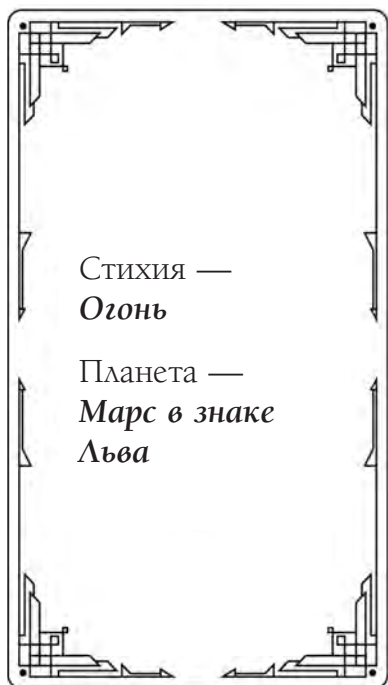 Стихия —
Огонь
Планета —
Марс в знаке
Льва